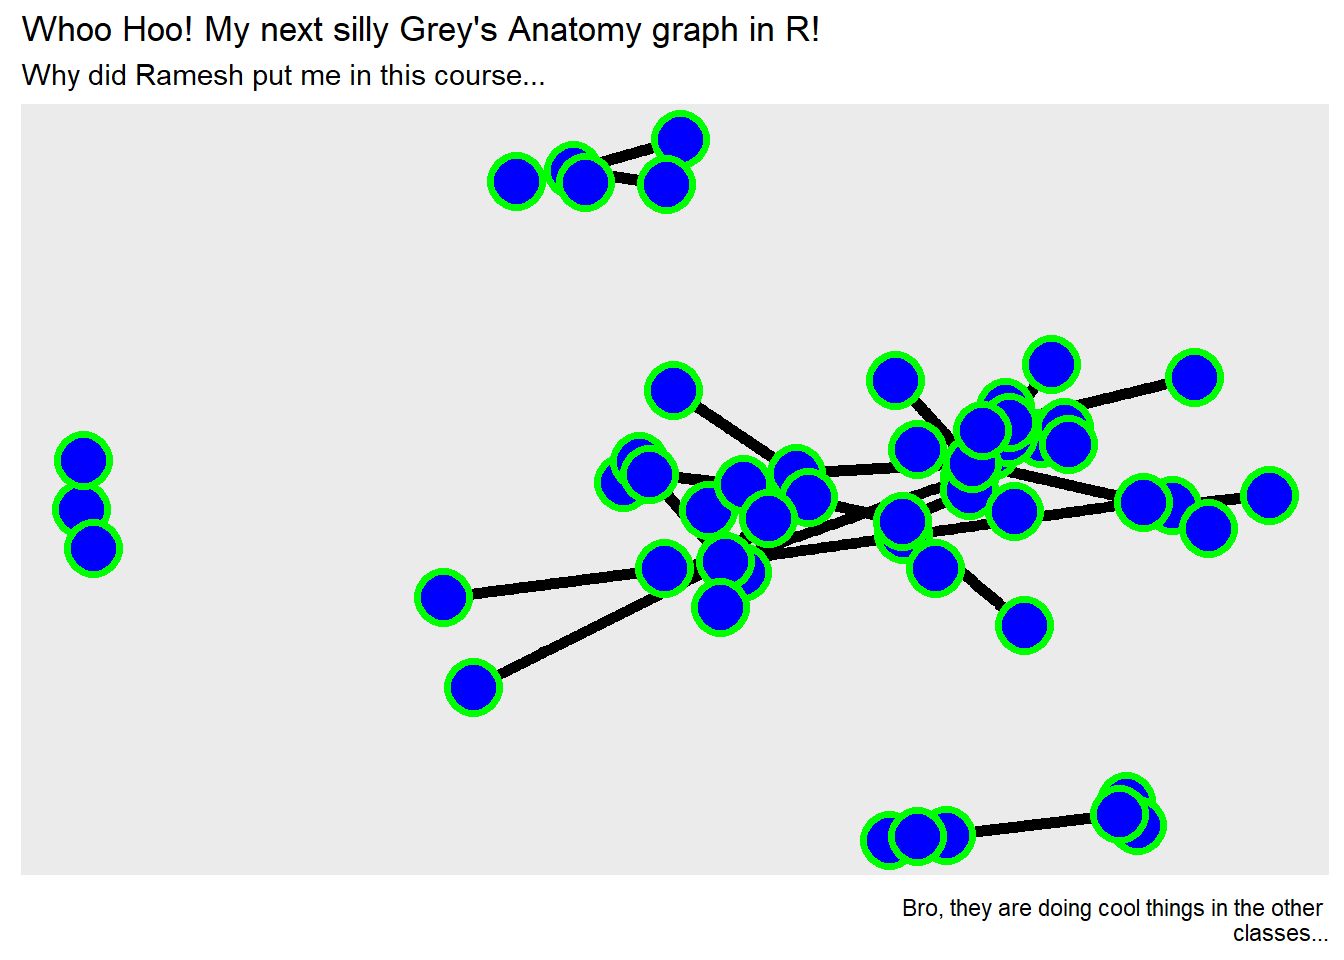 Whoo Hoo! My next silly Grey's Anatomy graph in R!
Why did Ramesh put me in this course...
Bro, they are doing cool things in the other
classes...